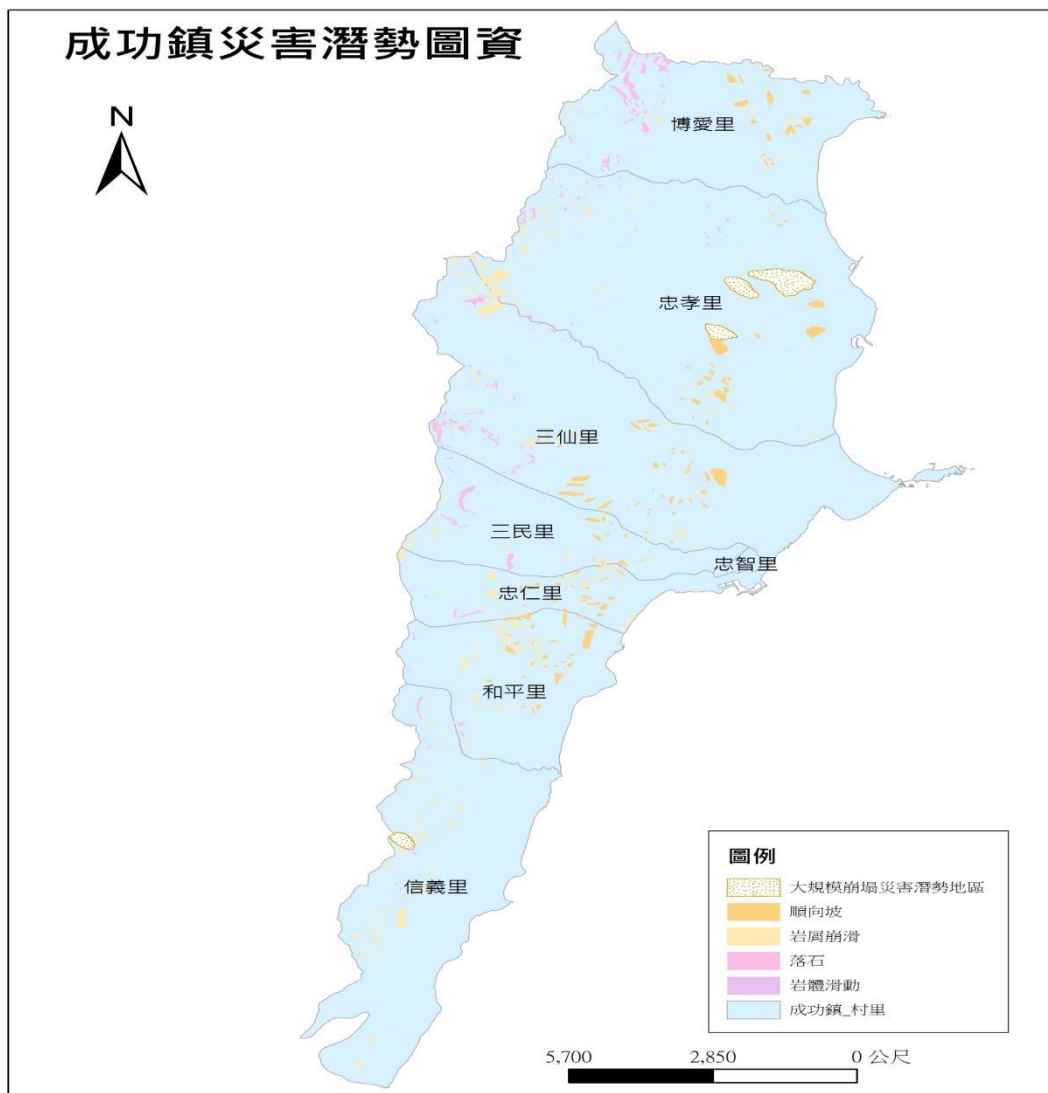 成功鎮災害潛勢圖資
N
博愛里
忠孝里
三仙里
三民里
忠智里
忠仁里
和平里
信義里
圖例
大規模崩塌災害潛勢地區
順向坡
岩屑崩滑
落石
岩體滑動
成功鎮_村里
5,700 2,850 0 公尺